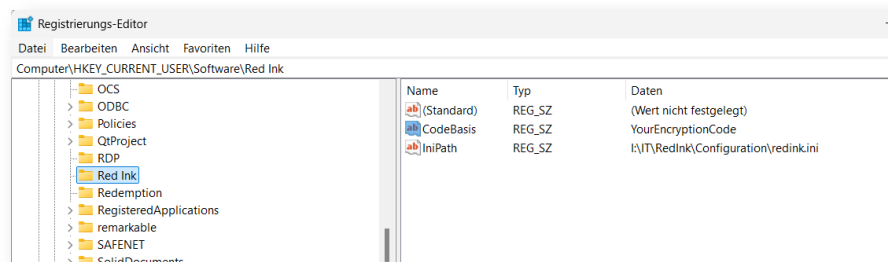 Registrierungs-Editor
Datei Bearbeiten Ansicht Favoriten Hilfe
Computer\HKEY_CURRENT_USER\Software\Red Ink
OCS
ODBC
Policies
QtProject
RDP
Red Ink
Redemption
RegisteredApplications
remarkable
SAFENET
SolidDocuments
Name Typ Daten
(Standard) REG_SZ (Wert nicht festgelegt)
CodeBasis REG_SZ YourEncryptionCode
IniPath REG_SZ I:\IT\RedInk\Configuration\redink.ini